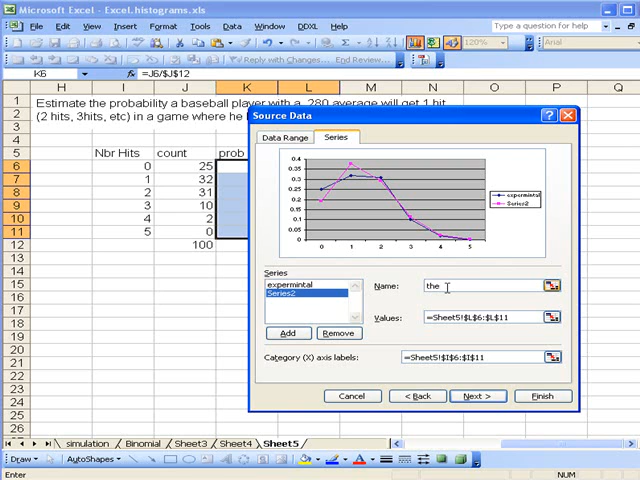 Microsoft Excel - Excel.histograms.xls
File Edit View Insert Format Tools Data Window DDXL Help
Type a question for help
120% Arial
Reply with Changes... End Review...
K6 =J6/$J$12
H I J K L M N O P Q
1 Estimate the probability a baseball player with a .280 average will get 1 hit
2 (2 hits, 3hits, etc) in a game where he
3
4
5 Nbr Hits count prob
6 0 25
7 1 32
8 2 31
9 3 10
10 4 2
11 5 0
12 100
13
14
15
16
17
18
19
20
21
22
23
24
25
26
Source Data
Data Range Series
0.4
0.35
0.3
0.25
0.2
0.15
0.1
0.05
0
0 1 2 3 4 5
expermintal
Series2
Series
expermintal
Series2
Name: the
Values: =Sheet5!$L$6:$L$11
Add Remove
Category (X) axis labels: =Sheet5!$I$6:$I$11
Cancel < Back Next > Finish
simulation Binomial Sheet3 Sheet4 Sheet5
Draw AutoShapes
Point NUM